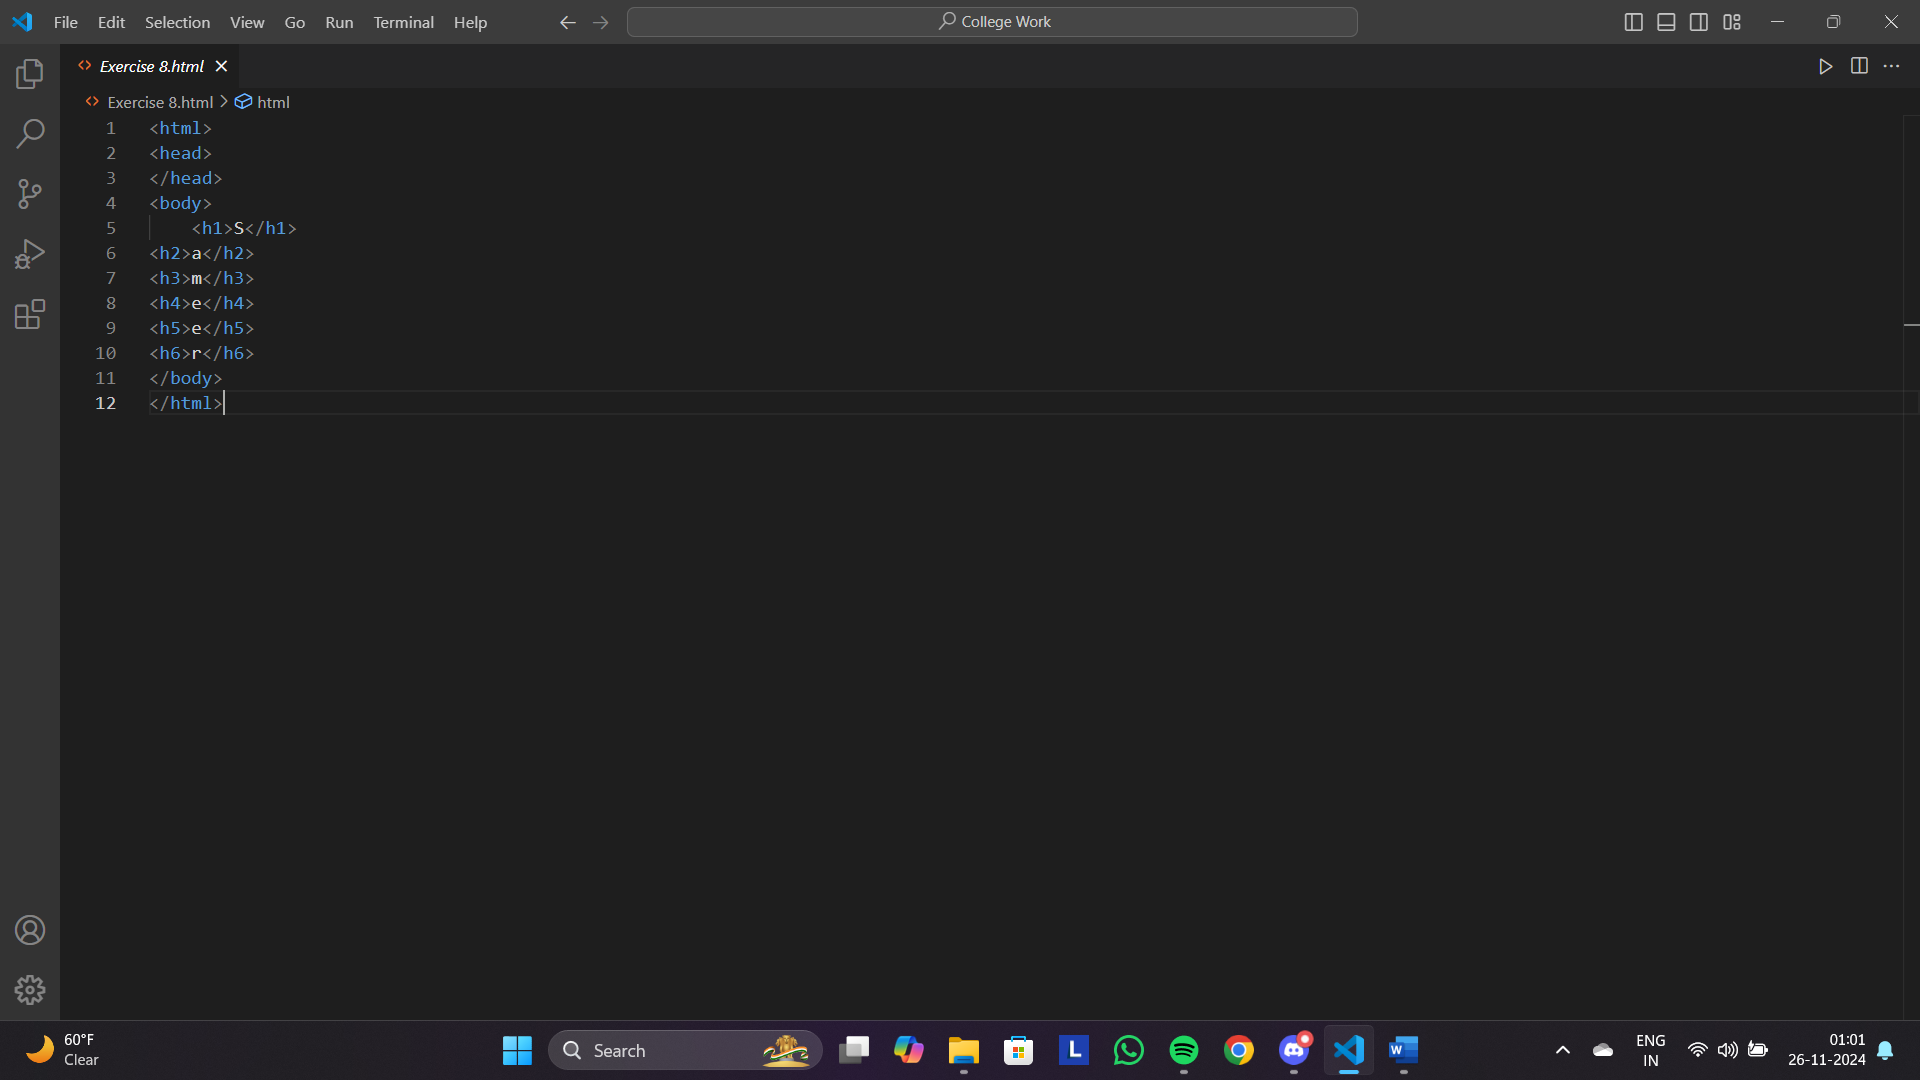 File Edit Selection View Go Run Terminal Help
College Work
Exercise 8.html
Exercise 8.html > html
1 <html>
2 <head>
3 </head>
4 <body>
5     <h1>S</h1>
6 <h2>a</h2>
7 <h3>m</h3>
8 <h4>e</h4>
9 <h5>e</h5>
10 <h6>r</h6>
11 </body>
12 </html>
60°F
Clear
Search
L
W
ENG
IN
01:01
26-11-2024